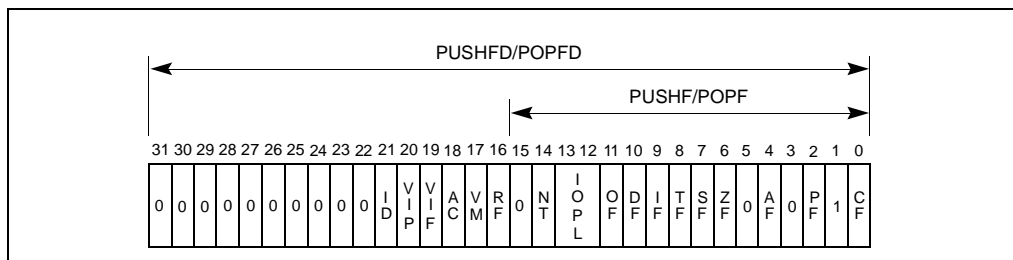 PUSHFD/POPFD
PUSHF/POPF
31 30 29 28 27 26 25 24 23 22 21 20 19 18 17 16 15 14 13 12 11 10 9 8 7 6 5 4 3 2 1 0
0 0 0 0 0 0 0 0 0 0 ID VIP VIF AC VM RF 0 NT IOPL OF DF IF TF SF ZF 0 AF 0 PF 1 CF